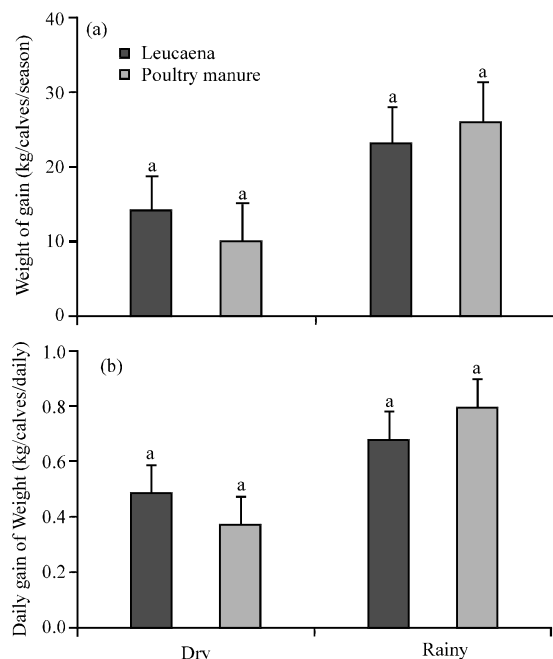 (a)
Leucaena
Poultry manure
Weight of gain (kg/calves/season)
40
30
20
10
0
a
a
a
a
(b)
Daily gain of Weight (kg/calves/daily)
1.0
0.8
0.6
0.4
0.2
0.0
a
a
a
a
Dry
Rainy